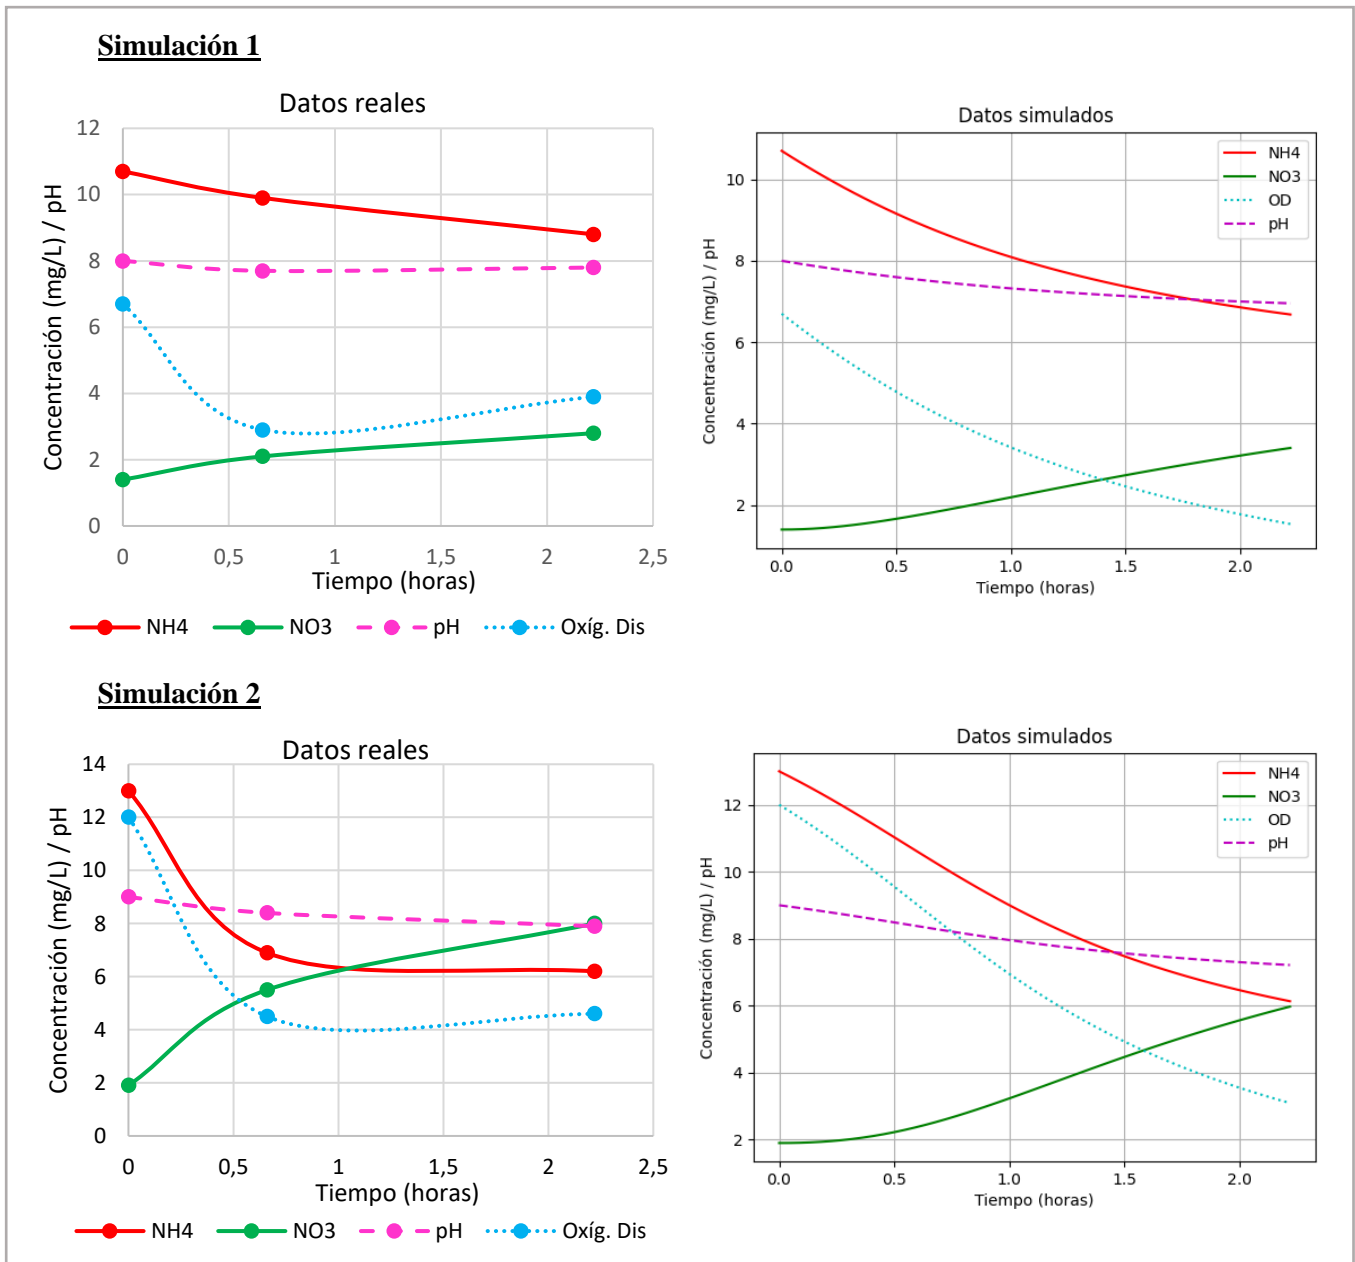 Simulación 1
Datos reales
Concentración (mg/L) / pH
12
10
8
6
4
2
0
0 0,5 1 1,5 2 2,5
Tiempo (horas)
NH4 NO3 pH Oxíg. Dis
Datos simulados
Concentración (mg/L) / pH
10
8
6
4
2
0.0 0.5 1.0 1.5 2.0
Tiempo (horas)
NH4
NO3
OD
pH
Simulación 2
Datos reales
Concentración (mg/L) / pH
14
12
10
8
6
4
2
0
0 0,5 1 1,5 2 2,5
Tiempo (horas)
NH4 NO3 pH Oxíg. Dis
Datos simulados
Concentración (mg/L) / pH
12
10
8
6
4
2
0.0 0.5 1.0 1.5 2.0
Tiempo (horas)
NH4
NO3
OD
pH